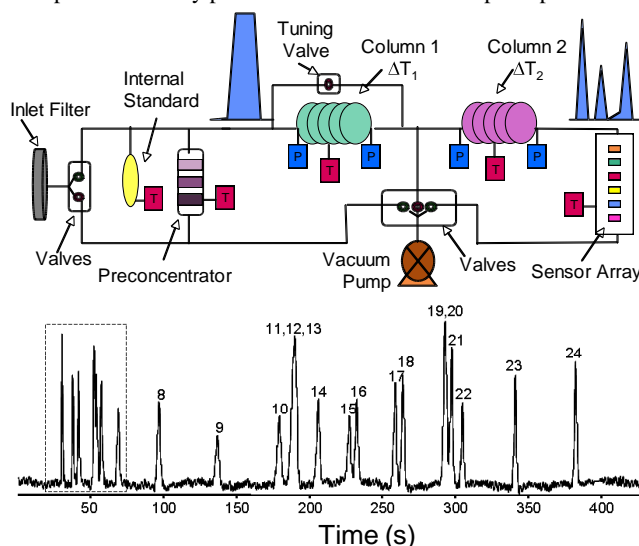 Tuning
Valve
Column 1
ΔT1
Column 2
ΔT2
Internal
Standard
Inlet Filter
P
T
P
P
T
P
T
T
T
Valves
Preconcentrator
Vacuum
Pump
Valves
Sensor Array
11,12,13
19,20
21
18
17
23
24
8
14
16
22
10
15
9
50
100
150
200
250
300
350
400
Time (s)